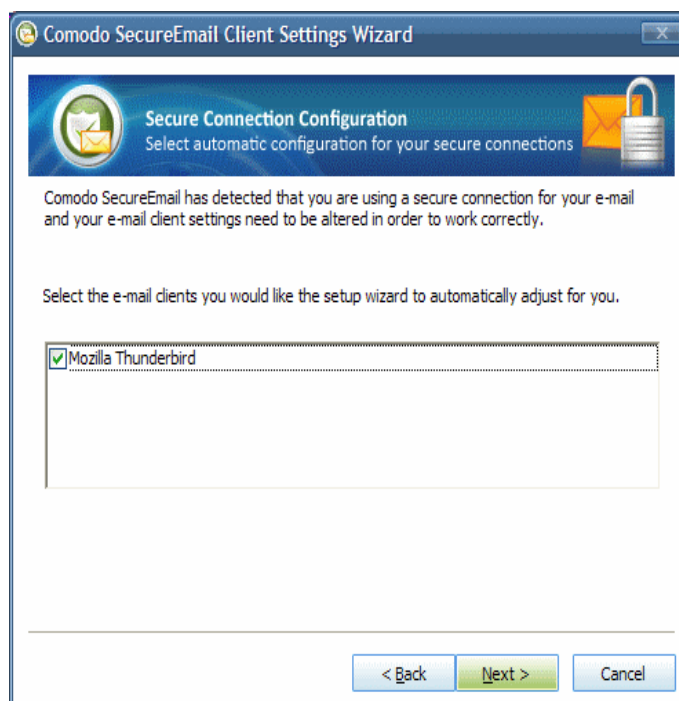 Comodo SecureEmail Client Settings Wizard
Secure Connection Configuration
Select automatic configuration for your secure connections
Comodo SecureEmail has detected that you are using a secure connection for your e-mail
and your e-mail client settings need to be altered in order to work correctly.
Select the e-mail clients you would like the setup wizard to automatically adjust for you.
Mozilla Thunderbird
< Back Next > Cancel